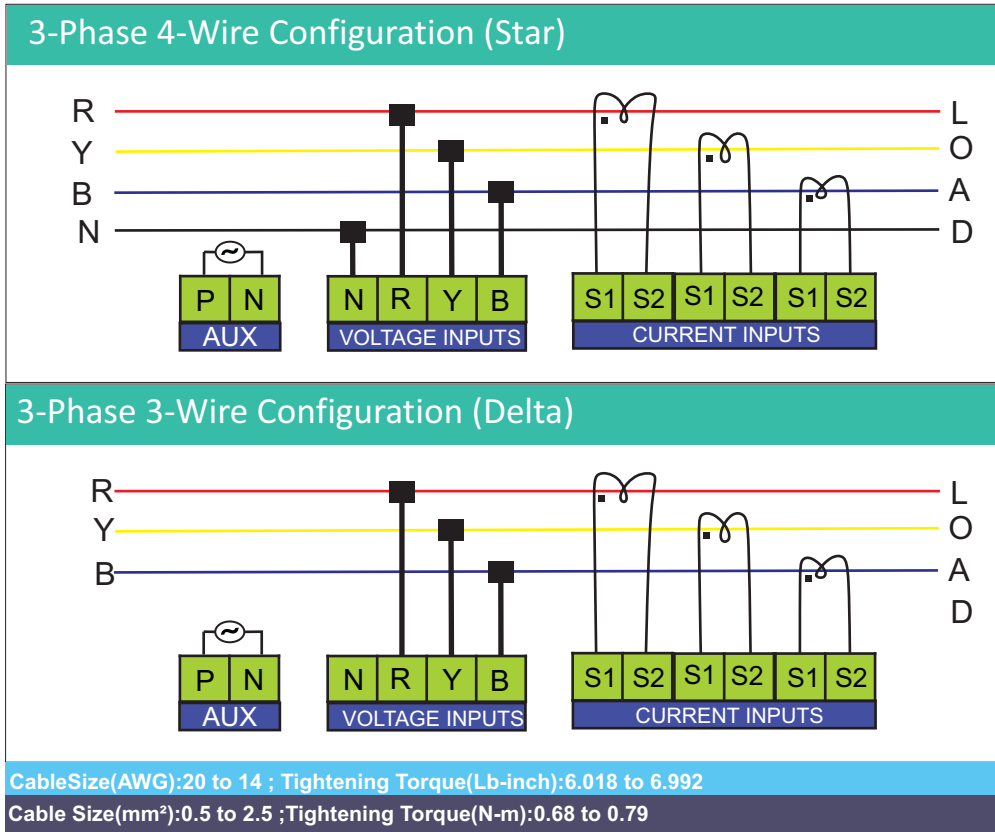 3-Phase 4-Wire Configuration (Star)
R L
Y O
B A
N D
P N N R Y B S1 S2 S1 S2 S1 S2
AUX VOLTAGE INPUTS CURRENT INPUTS
3-Phase 3-Wire Configuration (Delta)
R L
Y O
B A
D
P N N R Y B S1 S2 S1 S2 S1 S2
AUX VOLTAGE INPUTS CURRENT INPUTS
CableSize(AWG):20 to 14 ; Tightening Torque(Lb-inch):6.018 to 6.992
Cable Size(mm²):0.5 to 2.5 ;Tightening Torque(N-m):0.68 to 0.79